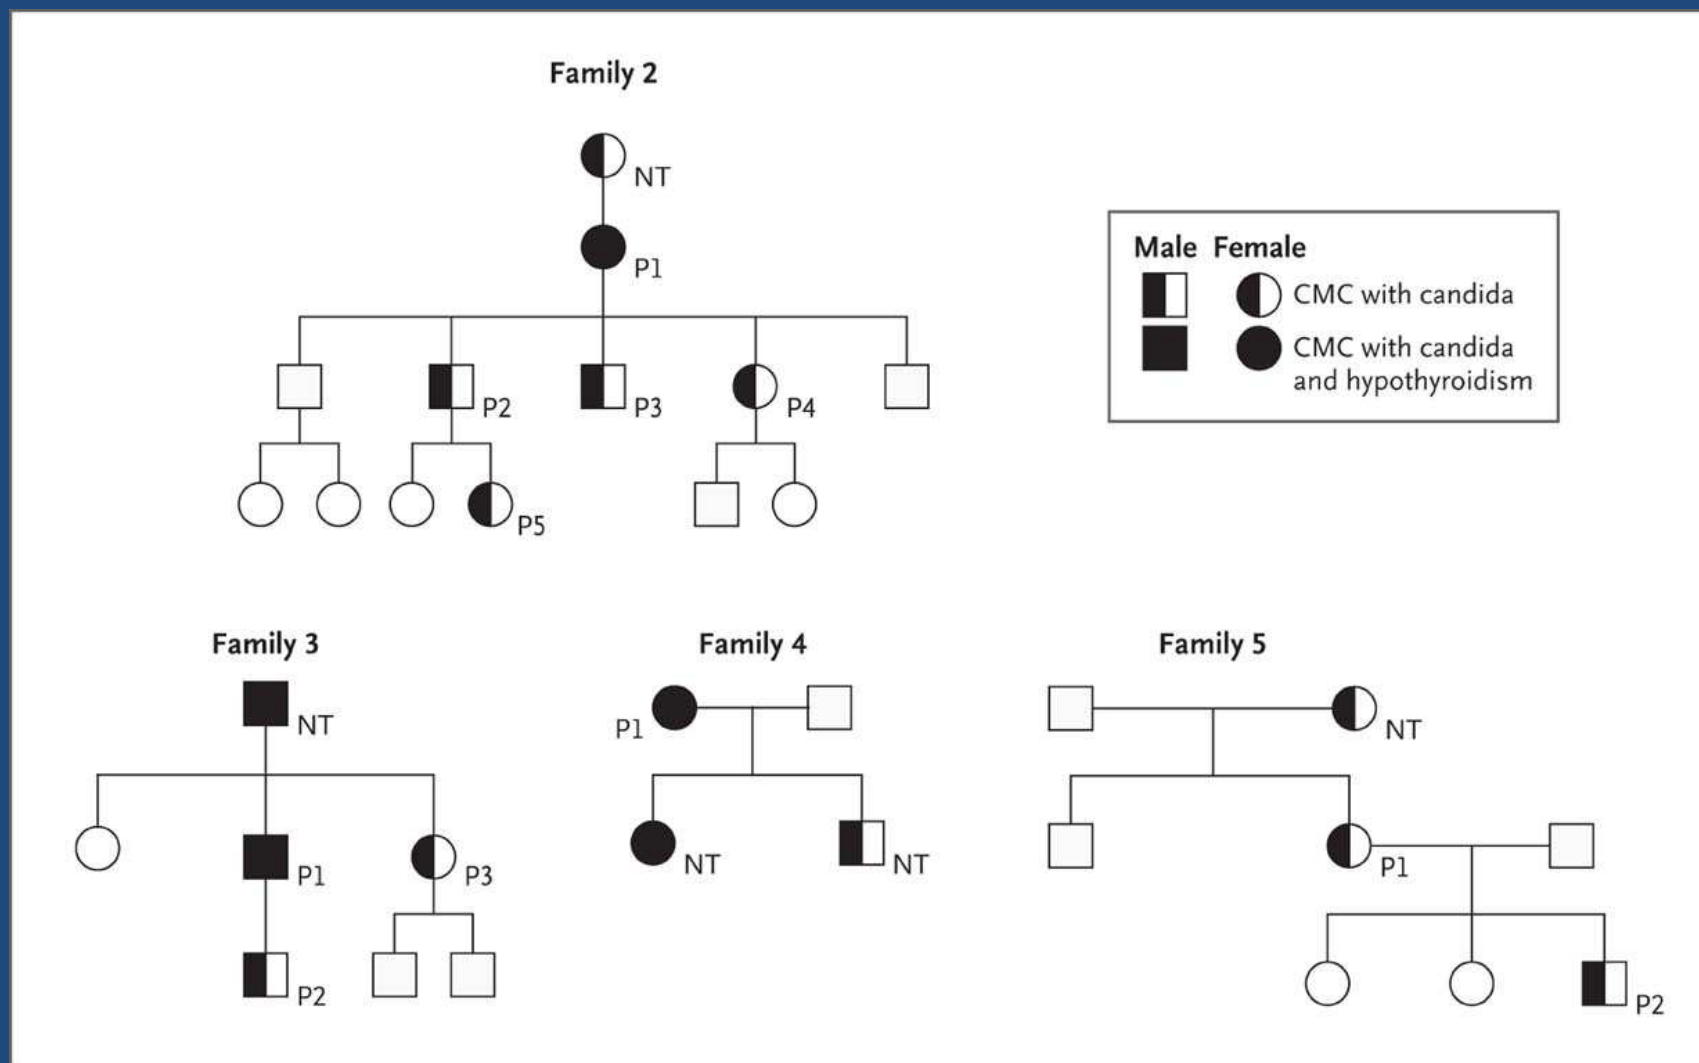 Family 2
NT
P1
Male Female
CMC with candida
CMC with candida
and hypothyroidism
P2
P3
P4
P5
Family 3
NT
P1
P3
P2
Family 4
P1
NT
NT
Family 5
NT
P1
P2